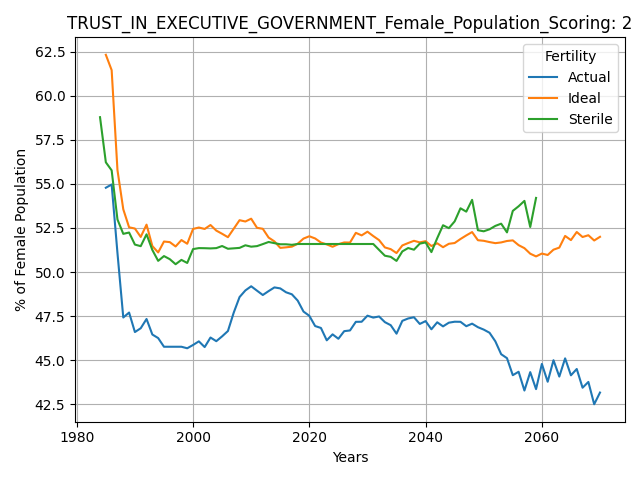 TRUST_IN_EXECUTIVE_GOVERNMENT_Female_Population_Scoring: 2
Fertility
Actual
Ideal
Sterile
% of Female Population
62.5
60.0
57.5
55.0
52.5
50.0
47.5
45.0
42.5
1980
2000
2020
2040
2060
Years